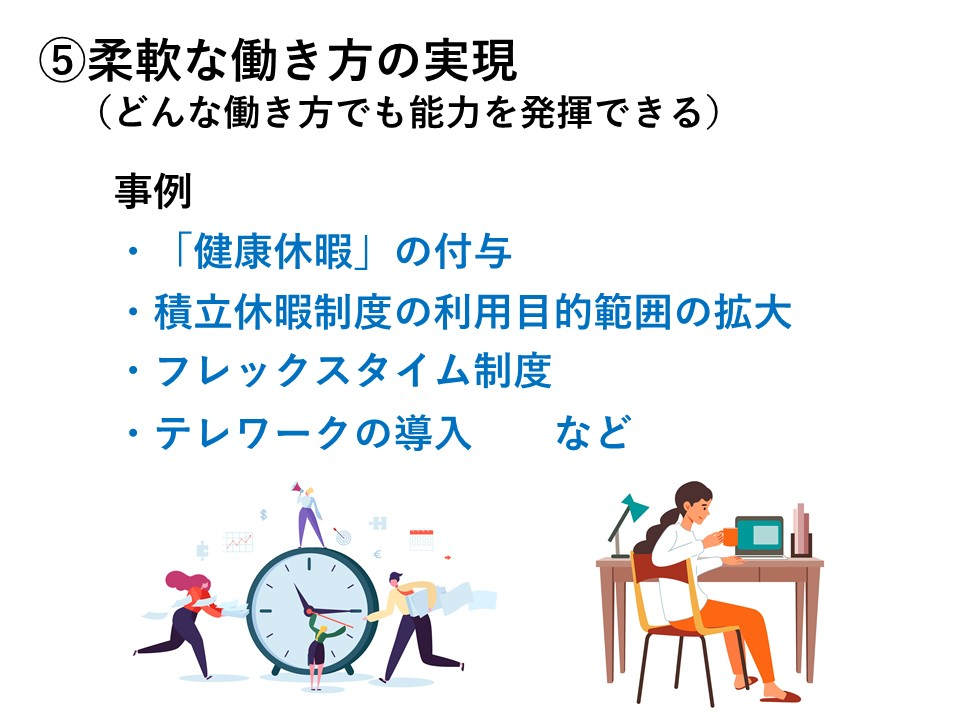 ⑤柔軟な働き方の実現
（どんな働き方でも能力を発揮できる）
事例
・「健康休暇」の付与
・積立休暇制度の利用目的範囲の拡大
・フレックスタイム制度
・テレワークの導入　　など
$
€